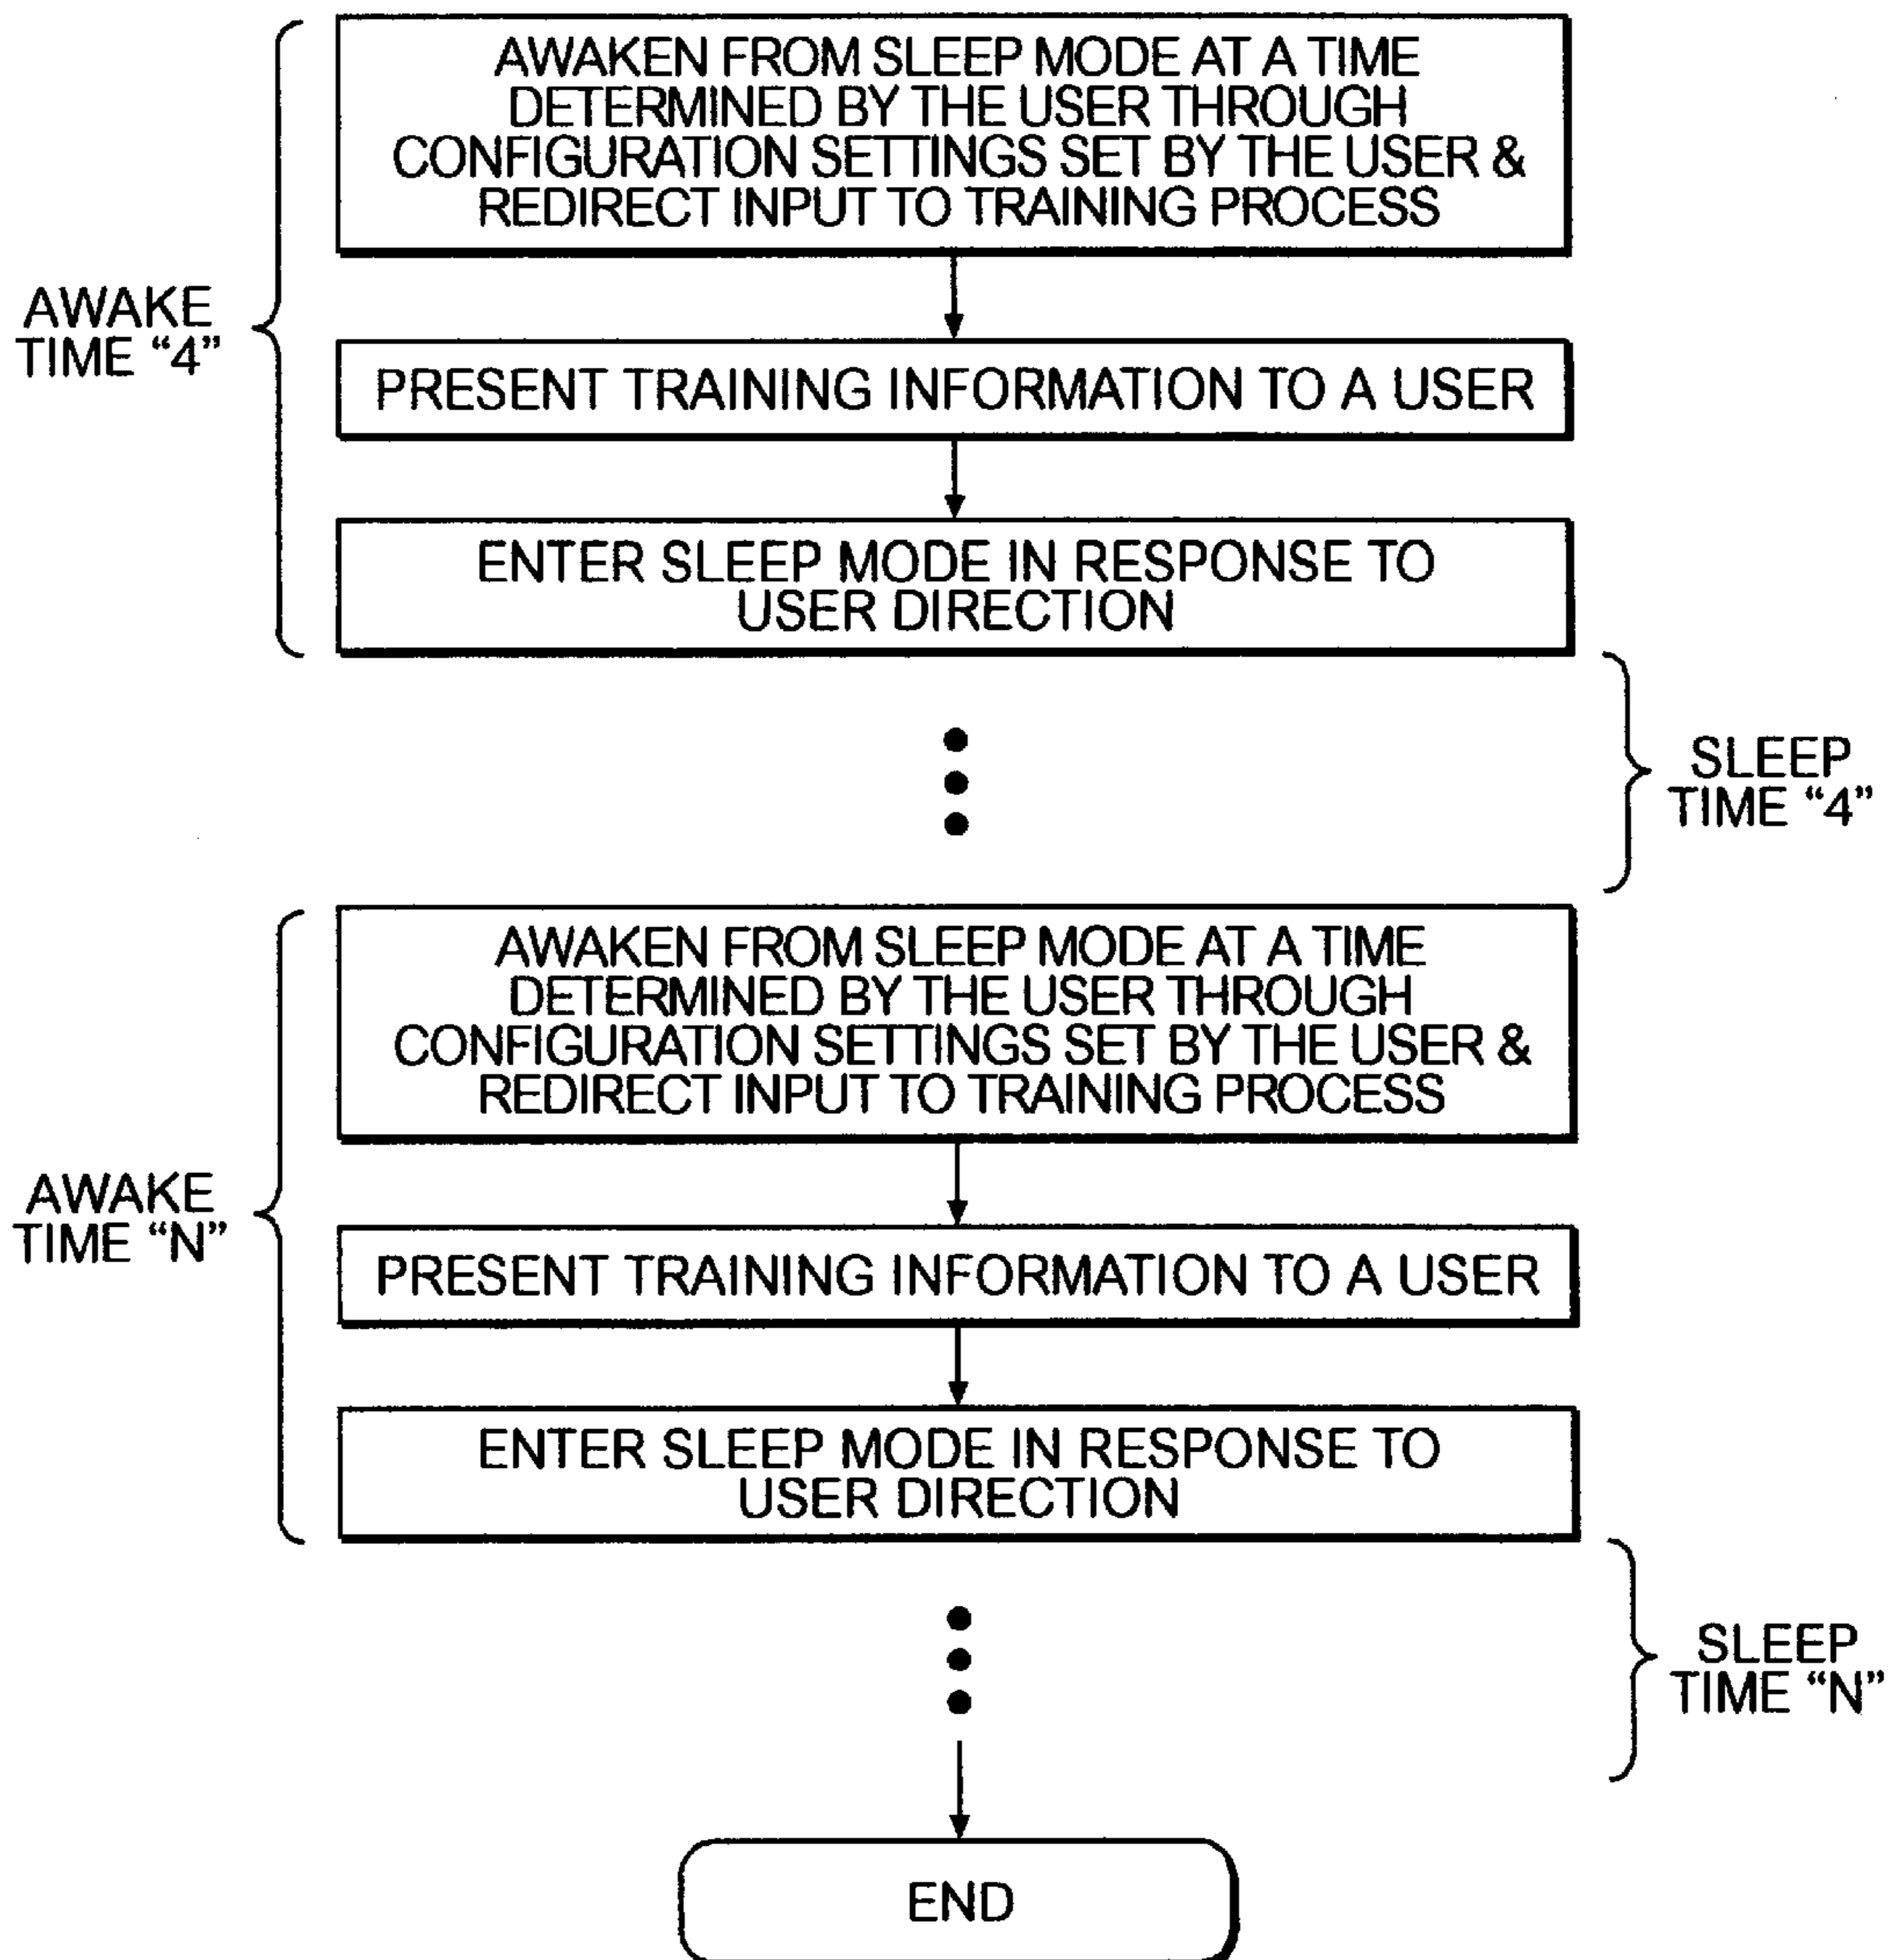 AWAKEN FROM SLEEP MODE AT A TIME
DETERMINED BY THE USER THROUGH
CONFIGURATION SETTINGS SET BY THE USER &
REDIRECT INPUT TO TRAINING PROCESS
AWAKE
TIME “4”
PRESENT TRAINING INFORMATION TO A USER
ENTER SLEEP MODE IN RESPONSE TO
USER DIRECTION
SLEEP
TIME “4”
AWAKEN FROM SLEEP MODE AT A TIME
DETERMINED BY THE USER THROUGH
CONFIGURATION SETTINGS SET BY THE USER &
REDIRECT INPUT TO TRAINING PROCESS
AWAKE
TIME “N”
PRESENT TRAINING INFORMATION TO A USER
ENTER SLEEP MODE IN RESPONSE TO
USER DIRECTION
SLEEP
TIME “N”
END